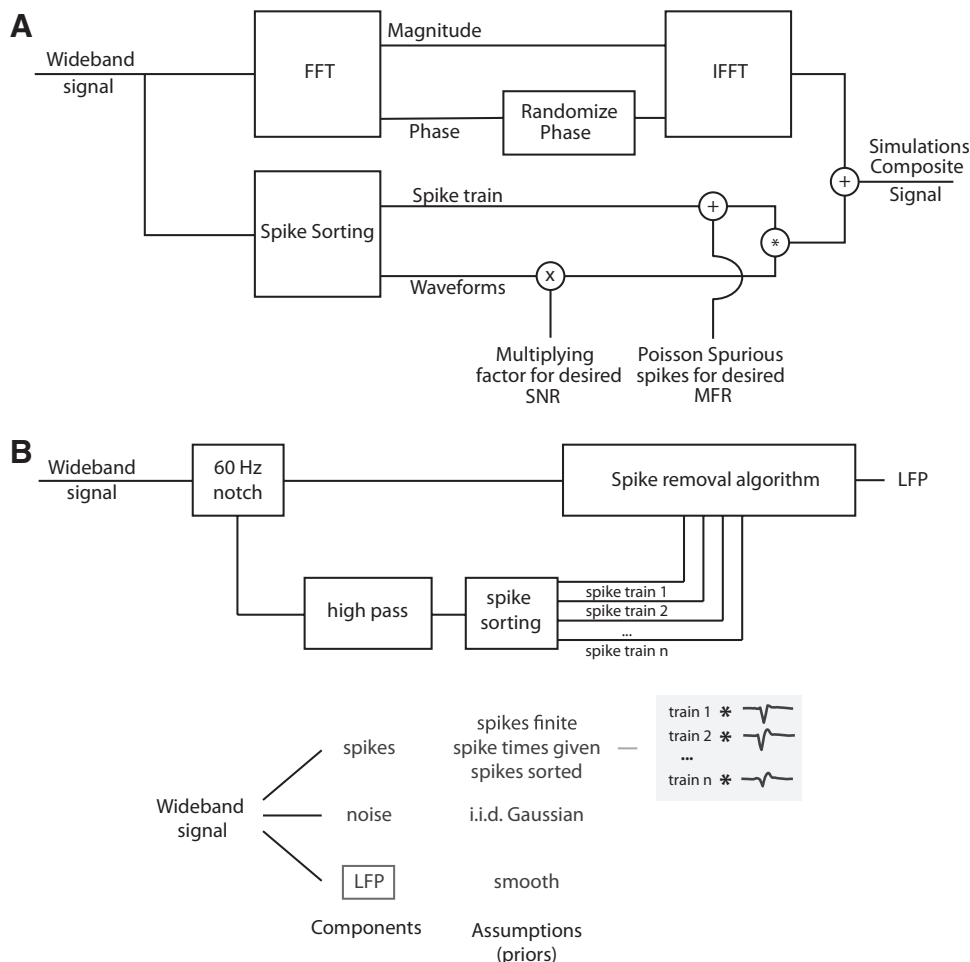 A
Wideband
signal
FFT
Magnitude
Phase
Randomize
Phase
IFFT
Simulations
Composite
Signal
+
Spike Sorting
Spike train
+
*
Waveforms
x
Multiplying
factor for desired
SNR
Poisson Spurious
spikes for desired
MFR
B
Wideband
signal
60 Hz
notch
Spike removal algorithm
LFP
high pass
spike
sorting
spike train 1
spike train 2
...
spike train n
Wideband
signal
spikes
spikes finite
spike times given
spikes sorted
train 1 *
train 2 *
...
train n *
noise
i.i.d. Gaussian
LFP
smooth
Components
Assumptions
(priors)